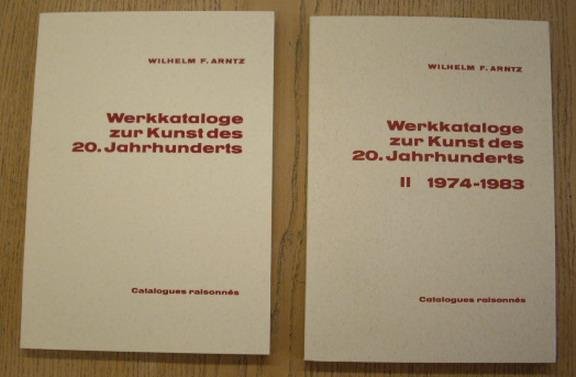 WILHELM F. ARNTZ
Werkkataloge
zur Kunst des
20. Jahrhunderts
Catalogues raisonnés
WILHELM F. ARNTZ
Werkkataloge
zur Kunst des
20. Jahrhunderts
II 1974-1983
Catalogues raisonnés